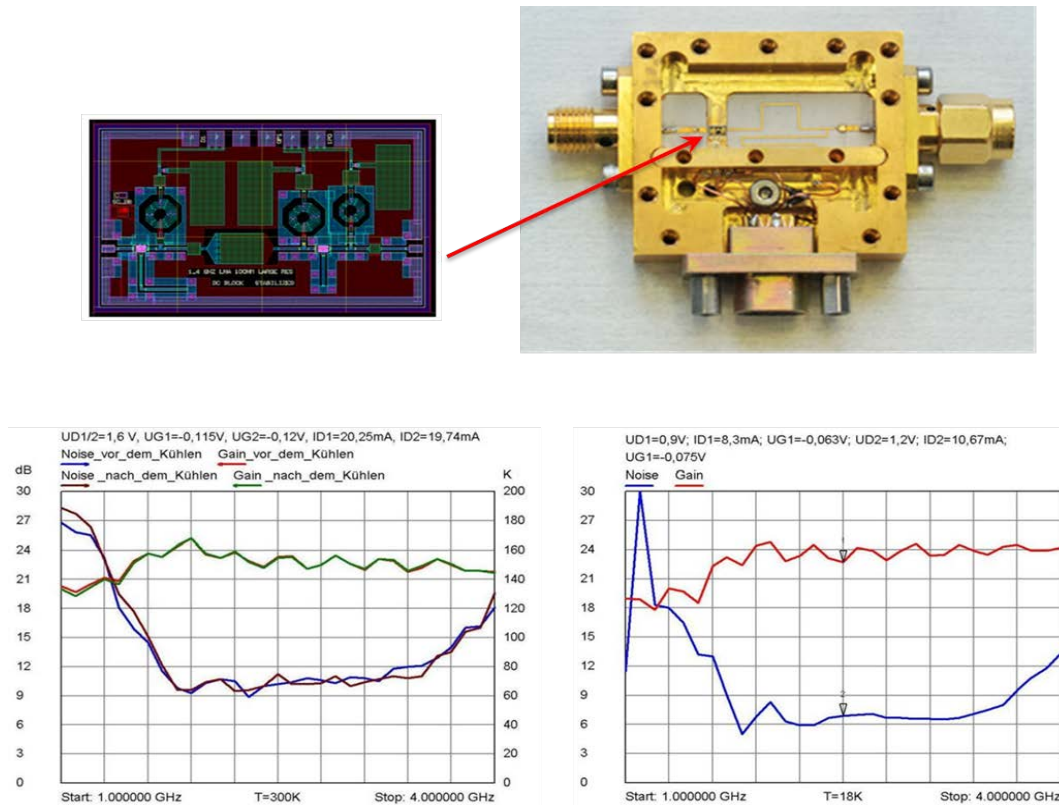 1.4 GHZ LNA 100NM LARGE RES
DC BLOCK STABILIZED
UD1/2=1,6 V, UG1=-0,115V, UG2=-0,12V, ID1=20,25mA, ID2=19,74mA
Noise_vor_dem_Kühlen Gain_vor_dem_Kühlen
Noise _nach_dem_Kühlen Gain _nach_dem_Kühlen
dB K
30 200
27 180
24 160
21 140
18 120
15 100
12 80
9 60
6 40
3 20
0 0
Start: 1.000000 GHz T=300K Stop: 4.000000 GHz
UD1=0,9V; ID1=8,3mA; UG1=-0,063V; UD2=1,2V; ID2=10,67mA;
UG1=-0,075V
Noise Gain
30
27
24
21
18
15
12
9
6
3
0
1
2
Start: 1.000000 GHz T=18K Stop: 4.000000 GHz